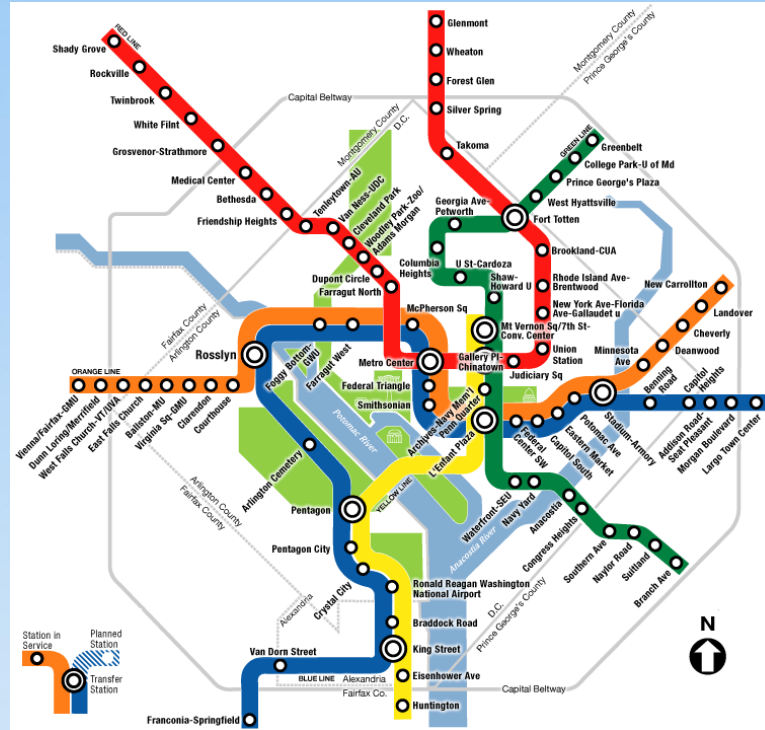 RED LINE
Shady Grove
Rockville
Twinbrook
White Flint
Grosvenor-Strathmore
Medical Center
Bethesda
Friendship Heights
Tenleytown-AU
Van Ness-UDC
Cleveland Park
Woodley Park-Zoo/
Adams Morgan
Dupont Circle
Farragut North
Glenmont
Wheaton
Forest Glen
Silver Spring
Takoma
Montgomery County
Prince George's County
Capital Beltway
Montgomery County
D.C.
GREEN LINE
Greenbelt
College Park-U of Md
Prince George's Plaza
West Hyattsville
Fort Totten
Georgia Ave-
Petworth
Columbia
Heights
U St-Cardoza
Shaw-
Howard U
Brookland-CUA
Rhode Island Ave-
Brentwood
New York Ave-Florida
Ave-Gallaudet u
Union
Station
Judiciary Sq
Mt Vernon Sq/7th St-
Conv. Center
Gallery Pl-
Chinatown
McPherson Sq
Metro Center
Federal Triangle
Smithsonian
Archives-Navy Mem'l
Penn Quarter
L'Enfant Plaza
Fairfax County
Arlington County
Rosslyn
Foggy Bottom-
GWU
Farragut West
ORANGE LINE
Vienna/Fairfax-GMU
Dunn Loring/Merrifield
West Falls Church-VT/UVA
East Falls Church
Ballston-MU
Virginia Sq-GMU
Clarendon
Courthouse
New Carrollton
Landover
Cheverly
Deanwood
Minnesota
Ave
Benning
Road
Capitol
Heights
Addison Road-
Seat Pleasant
Morgan Boulevard
Largo Town Center
Stadium-Armory
Potomac Ave
Eastern Market
Capitol South
Federal
Center SW
Waterfront-SEU
Navy Yard
Anacostia
Congress Heights
Southern Ave
Naylor Road
Suitland
Branch Ave
Potomac River
Anacostia River
Arlington Cemetery
Pentagon
YELLOW LINE
Pentagon City
Crystal City
Arlington County
Fairfax County
Ronald Reagan Washington
National Airport
Braddock Road
King Street
Eisenhower Ave
Huntington
Alexandria
Van Dorn Street
BLUE LINE
Alexandria
Fairfax Co.
Franconia-Springfield
D.C.
Prince George's County
Capital Beltway
N
Station in
Service
Planned
Station
Transfer
Station